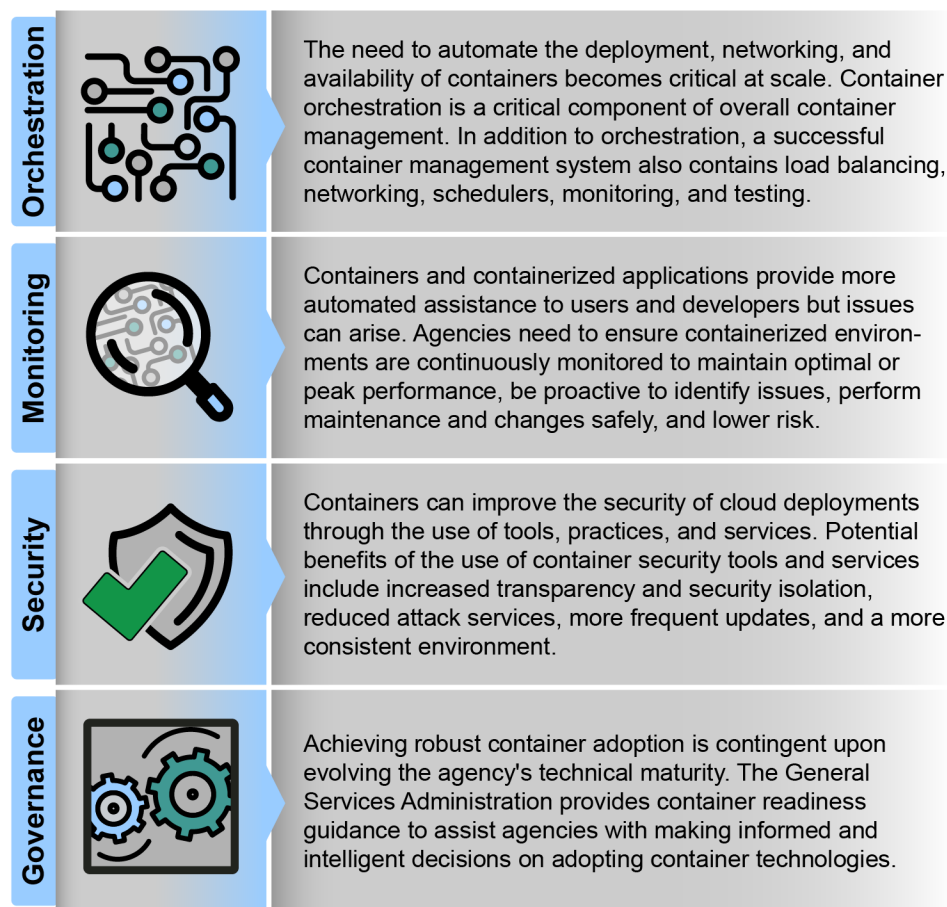 Orchestration
The need to automate the deployment, networking, and
availability of containers becomes critical at scale. Container
orchestration is a critical component of overall container
management. In addition to orchestration, a successful
container management system also contains load balancing,
networking, schedulers, monitoring, and testing.
Monitoring
Containers and containerized applications provide more
automated assistance to users and developers but issues
can arise. Agencies need to ensure containerized environ-
ments are continuously monitored to maintain optimal or
peak performance, be proactive to identify issues, perform
maintenance and changes safely, and lower risk.
Security
Containers can improve the security of cloud deployments
through the use of tools, practices, and services. Potential
benefits of the use of container security tools and services
include increased transparency and security isolation,
reduced attack services, more frequent updates, and a more
consistent environment.
Governance
Achieving robust container adoption is contingent upon
evolving the agency's technical maturity. The General
Services Administration provides container readiness
guidance to assist agencies with making informed and
intelligent decisions on adopting container technologies.